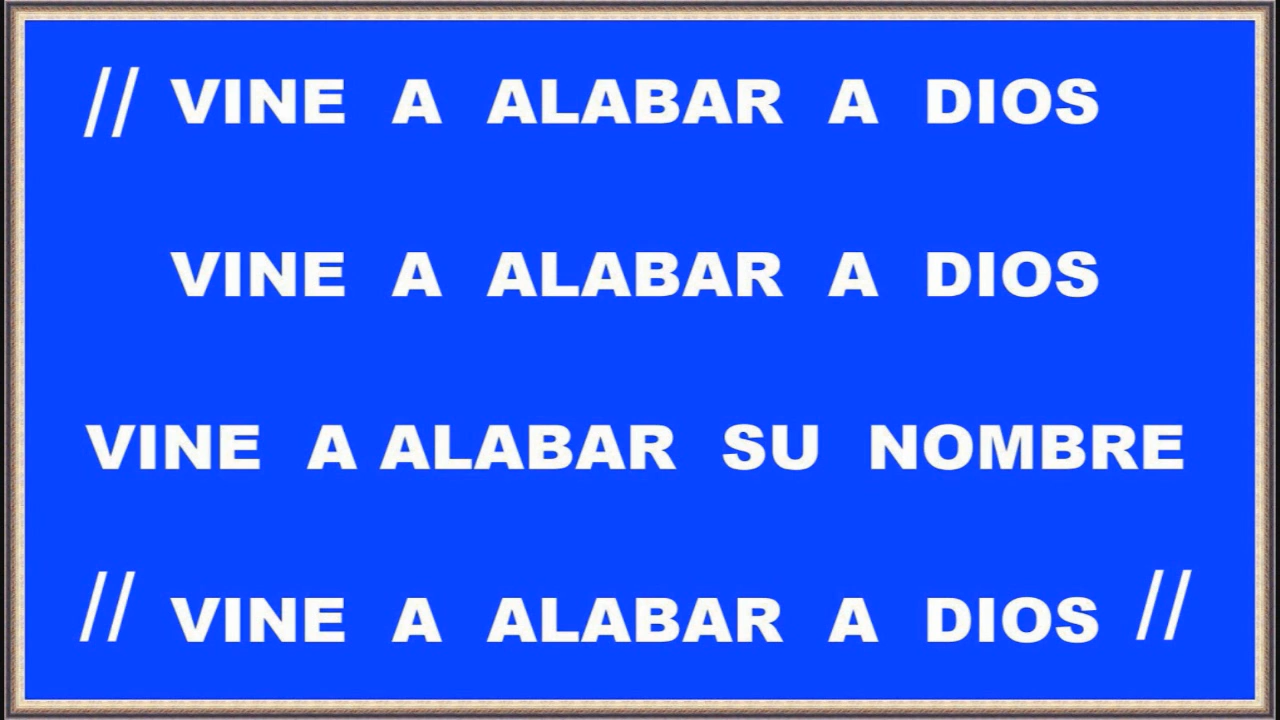 // VINE A ALABAR A DIOS
VINE A ALABAR A DIOS
VINE A ALABAR SU NOMBRE
// VINE A ALABAR A DIOS //